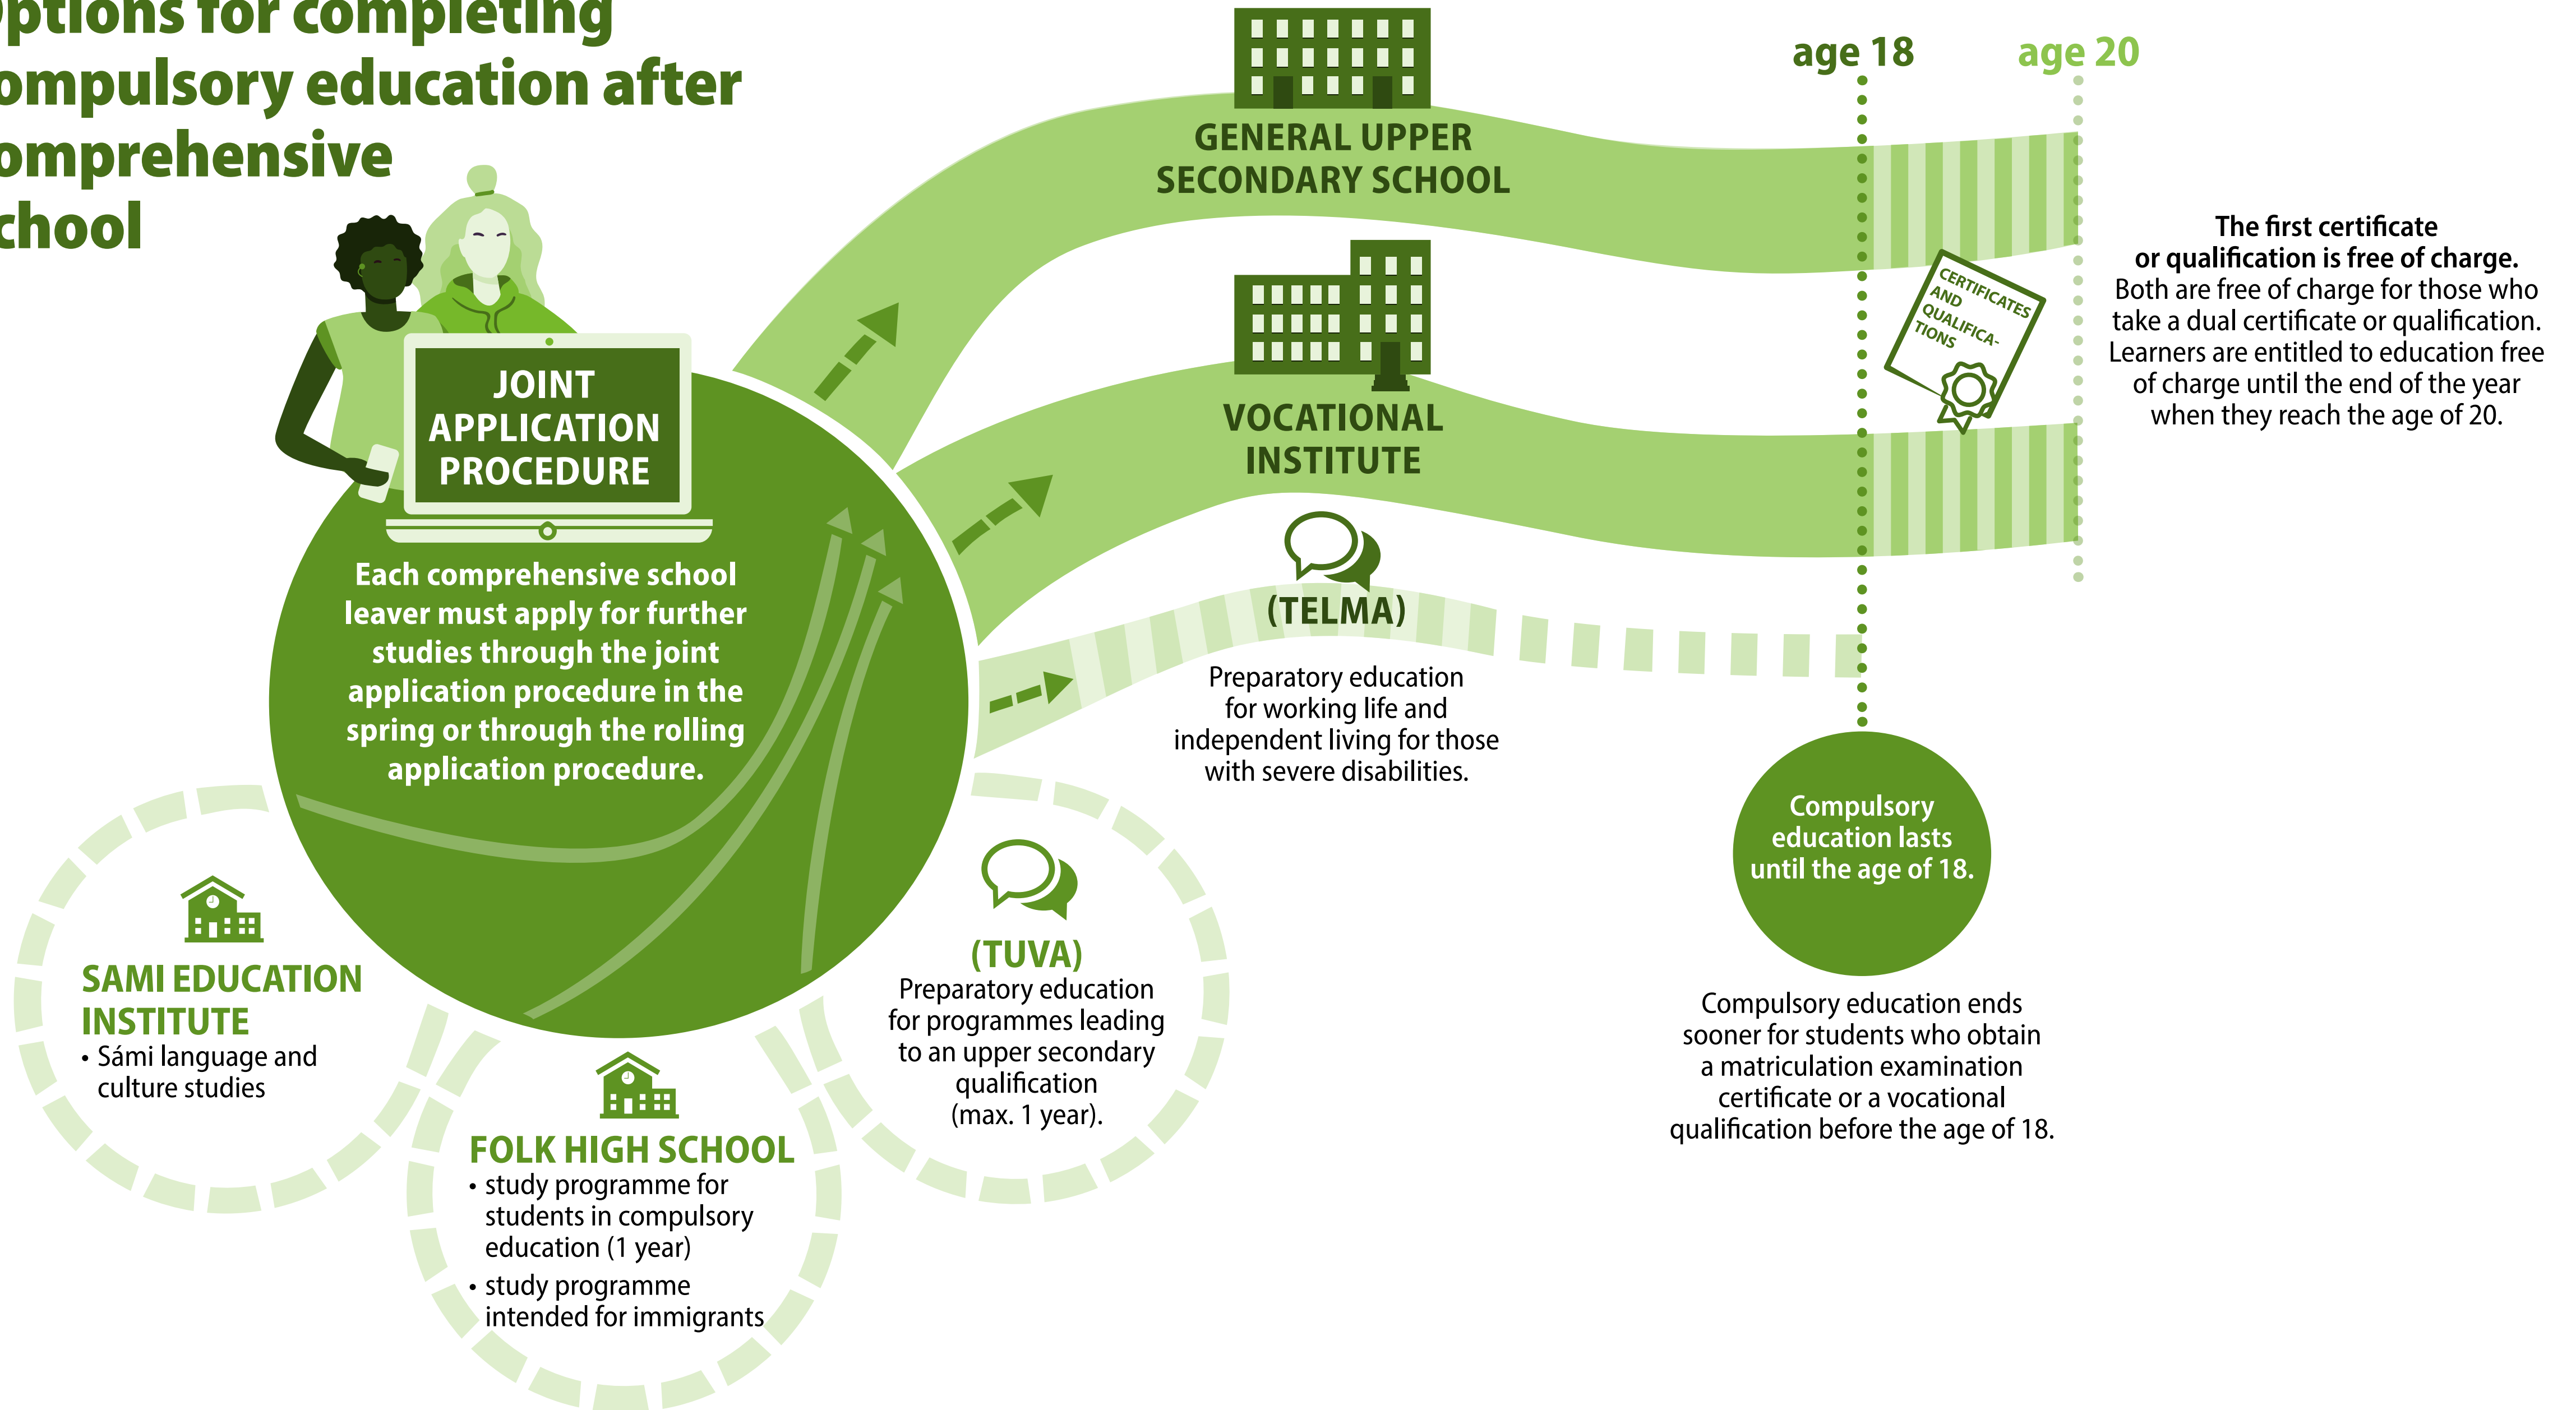 ptions for completing
ompulsory education after
omprehensive
chool
JOINT
APPLICATION
PROCEDURE
Each comprehensive school
leaver must apply for further
studies through the joint
application procedure in the
spring or through the rolling
application procedure.
GENERAL UPPER
SECONDARY SCHOOL
VOCATIONAL
INSTITUTE
(TELMA)
Preparatory education
for working life and
independent living for those
with severe disabilities.
age 18
age 20
CERTIFICATES
AND
QUALIFICA-
TIONS
The first certificate
or qualification is free of charge.
Both are free of charge for those who
take a dual certificate or qualification.
Learners are entitled to education free
of charge until the end of the year
when they reach the age of 20.
Compulsory
education lasts
until the age of 18.
Compulsory education ends
sooner for students who obtain
a matriculation examination
certificate or a vocational
qualification before the age of 18.
SAMI EDUCATION
INSTITUTE
• Sámi language and
culture studies
FOLK HIGH SCHOOL
• study programme for
students in compulsory
education (1 year)
• study programme
intended for immigrants
(TUVA)
Preparatory education
for programmes leading
to an upper secondary
qualification
(max. 1 year).